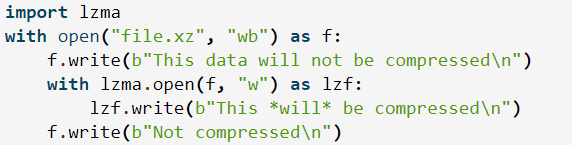 import lzma
with open("file.xz", "wb") as f:
    f.write(b"This data will not be compressed\n")
    with lzma.open(f, "w") as lzf:
        lzf.write(b"This *will* be compressed\n")
    f.write(b"Not compressed\n")